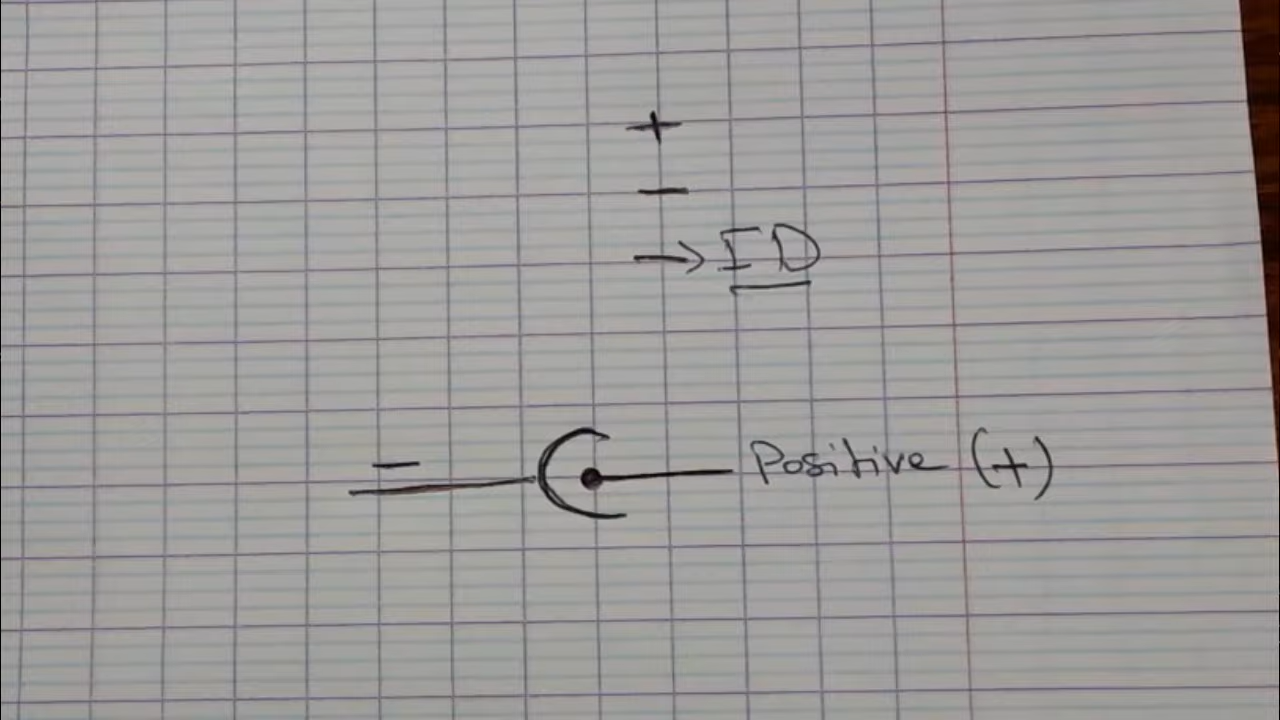 +
−
→ ID
−
Positive (+)